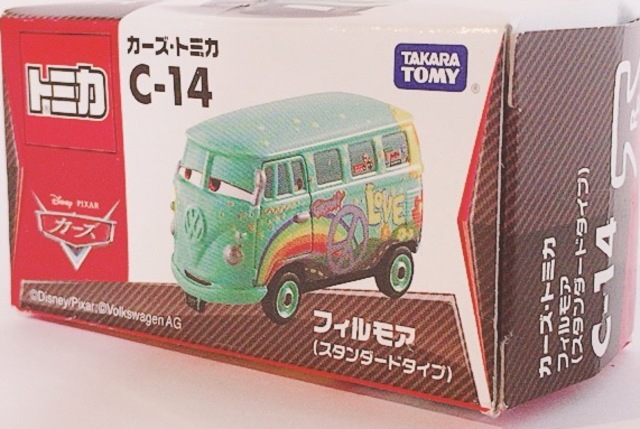 トミカ
カーズ・トミカ
C-14
TAKARA
TOMY
Disney PIXAR
カーズ
LOVE
©Disney/Pixar; ©Volkswagen AG
フィルモア
(スタンダードタイプ)
カーズ・トミカ
フィルモア
(スタンダードタイプ)
C-14